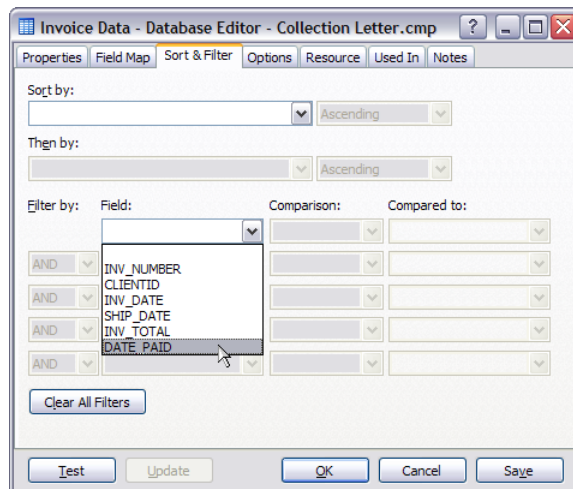 Invoice Data - Database Editor - Collection Letter.cmp
Properties Field Map Sort & Filter Options Resource Used In Notes
Sort by:
Ascending
Then by:
Ascending
Filter by: Field: Comparison: Compared to:
AND
INV_NUMBER
CLIENTID
AND
INV_DATE
SHIP_DATE
AND
INV_TOTAL
DATE_PAID
AND
Clear All Filters
Test Update OK Cancel Save